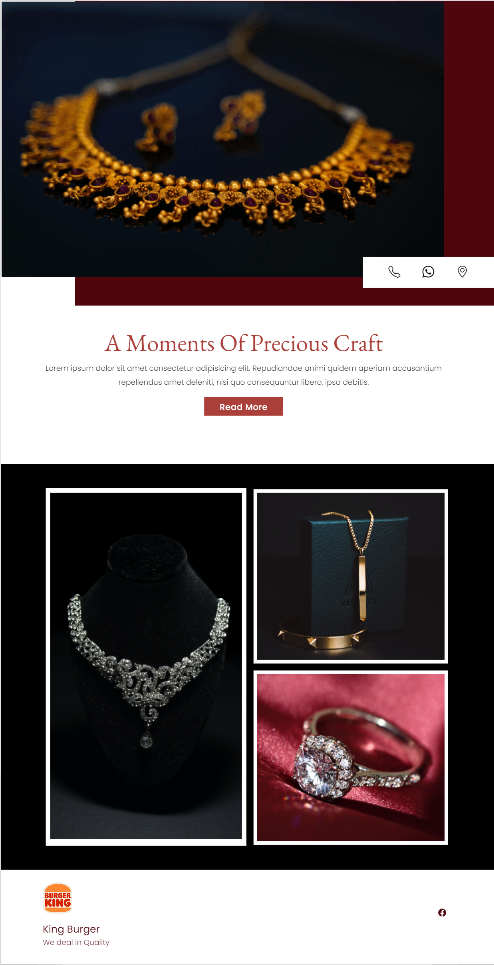 A Moments Of Precious Craft
Lorem ipsum dolor sit amet consectetur adipisicing elit. Repudiandae animi quidem aperiam accusantium
repellendus amet deleniti, nisi quo consequuntur libero, ipsa debitis.
Read More
BURGER
KING
King Burger
We deal in Quality